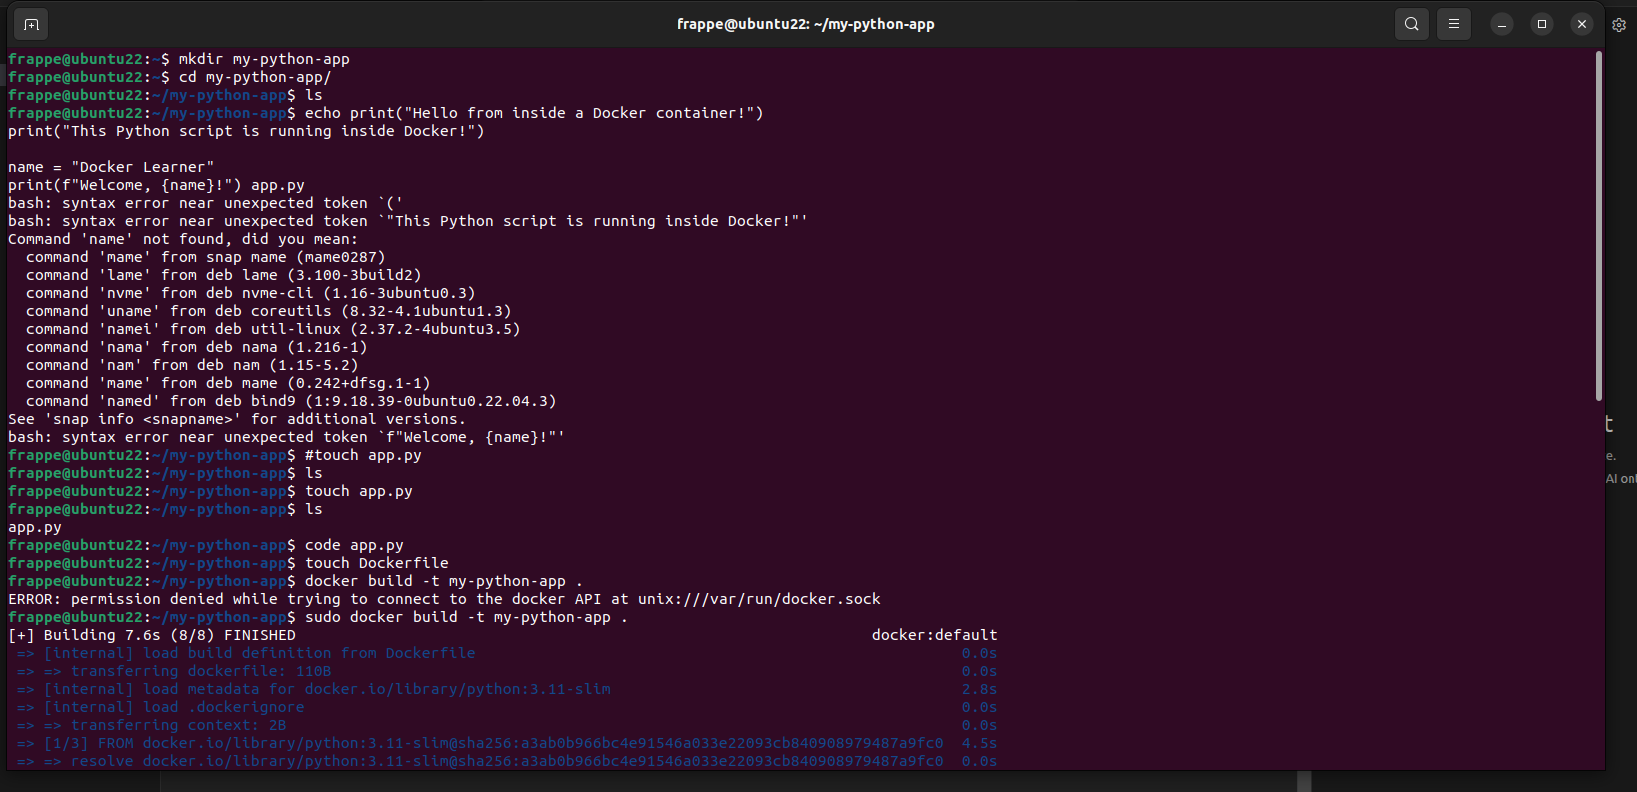 frappe@ubuntu22: ~/my-python-app
frappe@ubuntu22:~$ mkdir my-python-app
frappe@ubuntu22:~$ cd my-python-app/
frappe@ubuntu22:~/my-python-app$ ls
frappe@ubuntu22:~/my-python-app$ echo print("Hello from inside a Docker container!")
print("This Python script is running inside Docker!")
name = "Docker Learner"
print(f"Welcome, {name}!") app.py
bash: syntax error near unexpected token `('
bash: syntax error near unexpected token `"This Python script is running inside Docker!"'
Command 'name' not found, did you mean:
  command 'mame' from snap mame (mame0287)
  command 'lame' from deb lame (3.100-3build2)
  command 'nvme' from deb nvme-cli (1.16-3ubuntu0.3)
  command 'uname' from deb coreutils (8.32-4.1ubuntu1.3)
  command 'namei' from deb util-linux (2.37.2-4ubuntu3.5)
  command 'nama' from deb nama (1.216-1)
  command 'nam' from deb nam (1.15-5.2)
  command 'mame' from deb mame (0.242+dfsg.1-1)
  command 'named' from deb bind9 (1:9.18.39-0ubuntu0.22.04.3)
See 'snap info <snapname>' for additional versions.
bash: syntax error near unexpected token `f"Welcome, {name}!"'
frappe@ubuntu22:~/my-python-app$ #touch app.py
frappe@ubuntu22:~/my-python-app$ ls
frappe@ubuntu22:~/my-python-app$ touch app.py
frappe@ubuntu22:~/my-python-app$ ls
app.py
frappe@ubuntu22:~/my-python-app$ code app.py
frappe@ubuntu22:~/my-python-app$ touch Dockerfile
frappe@ubuntu22:~/my-python-app$ docker build -t my-python-app .
ERROR: permission denied while trying to connect to the docker API at unix:///var/run/docker.sock
frappe@ubuntu22:~/my-python-app$ sudo docker build -t my-python-app .
[+] Building 7.6s (8/8) FINISHED docker:default
 => [internal] load build definition from Dockerfile 0.0s
 => => transferring dockerfile: 110B 0.0s
 => [internal] load metadata for docker.io/library/python:3.11-slim 2.8s
 => [internal] load .dockerignore 0.0s
 => => transferring context: 2B 0.0s
 => [1/3] FROM docker.io/library/python:3.11-slim@sha256:a3ab0b966bc4e91546a033e22093cb840908979487a9fc0 4.5s
 => => resolve docker.io/library/python:3.11-slim@sha256:a3ab0b966bc4e91546a033e22093cb840908979487a9fc0 0.0s
t
e.
AI onl